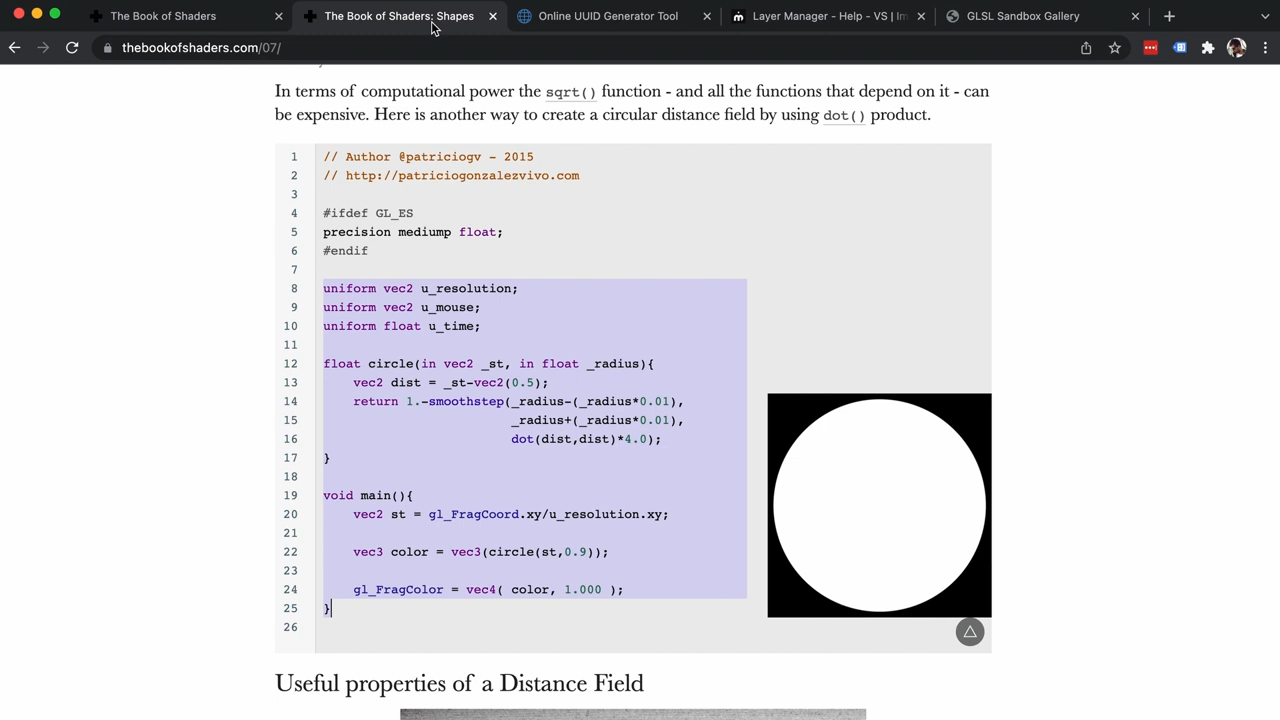 The Book of Shaders
The Book of Shaders: Shapes
Online UUID Generator Tool
Layer Manager - Help - VS | Im
GLSL Sandbox Gallery
thebookofshaders.com/07/
In terms of computational power the sqrt() function - and all the functions that depend on it - can
be expensive. Here is another way to create a circular distance field by using dot() product.
1 // Author @patriciogv - 2015
2 // http://patriciogonzalezvivo.com
3
4 #ifdef GL_ES
5 precision mediump float;
6 #endif
7
8 uniform vec2 u_resolution;
9 uniform vec2 u_mouse;
10 uniform float u_time;
11
12 float circle(in vec2 _st, in float _radius){
13 vec2 dist = _st-vec2(0.5);
14 return 1.-smoothstep(_radius-(_radius*0.01),
15 _radius+(_radius*0.01),
16 dot(dist,dist)*4.0);
17 }
18
19 void main(){
20 vec2 st = gl_FragCoord.xy/u_resolution.xy;
21
22 vec3 color = vec3(circle(st,0.9));
23
24 gl_FragColor = vec4( color, 1.000 );
25 }
26
Useful properties of a Distance Field